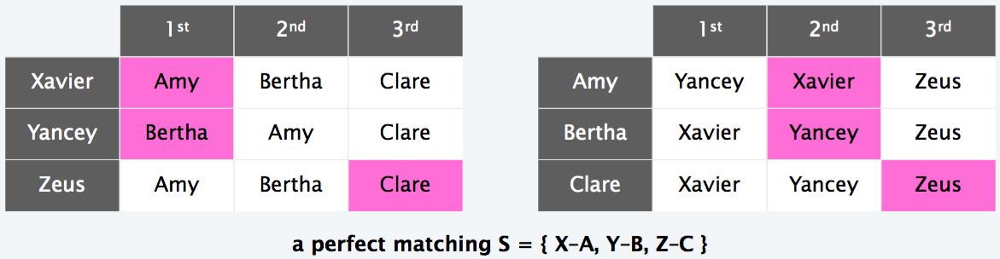 1st 2nd 3rd 1st 2nd 3rd
Xavier Amy Bertha Clare Amy Yancey Xavier Zeus
Yancey Bertha Amy Clare Bertha Xavier Yancey Zeus
Zeus Amy Bertha Clare Clare Xavier Yancey Zeus
a perfect matching S = { X–A, Y–B, Z–C }